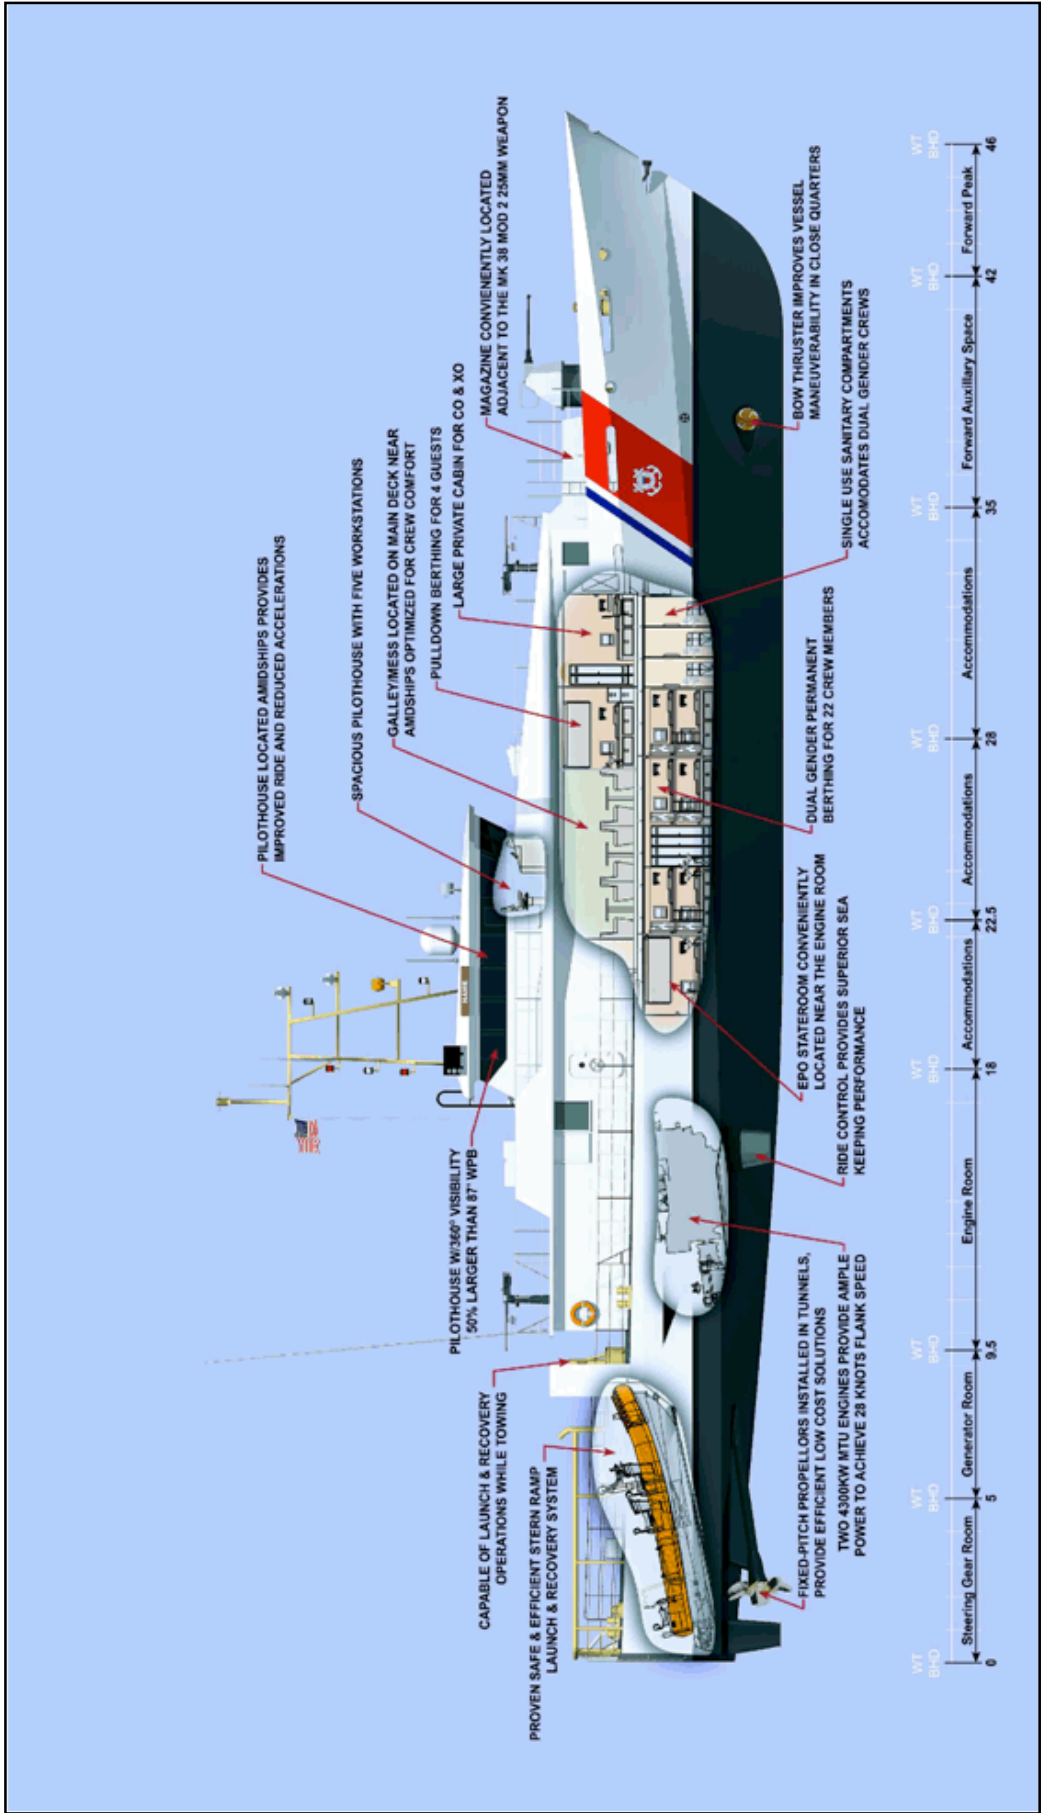 PILOTHOUSE LOCATED AMIDSHIPS PROVIDES
IMPROVED RIDE AND REDUCED ACCELERATIONS
SPACIOUS PILOTHOUSE WITH FIVE WORKSTATIONS
GALLEY/MESS LOCATED ON MAIN DECK NEAR
AMDSHIPS OPTIMIZED FOR CREW COMFORT
PULLDOWN BERTHING FOR 4 GUESTS
LARGE PRIVATE CABIN FOR CO & XO
MAGAZINE CONVIENENTLY LOCATED
ADJACENT TO THE MK 38 MOD 2 25MM WEAPON
PILOTHOUSE W/360° VISIBILITY
50% LARGER THAN 87' WPB
CAPABLE OF LAUNCH & RECOVERY
OPERATIONS WHILE TOWING
PROVEN SAFE & EFFICIENT STERN RAMP
LAUNCH & RECOVERY SYSTEM
NAME
FIXED-PITCH PROPELLORS INSTALLED IN TUNNELS,
PROVIDE EFFICIENT LOW COST SOLUTIONS
TWO 4300KW MTU ENGINES PROVIDE AMPLE
POWER TO ACHIEVE 28 KNOTS FLANK SPEED
RIDE CONTROL PROVIDES SUPERIOR SEA
KEEPING PERFORMANCE
EPO STATEROOM CONVENIENTLY
LOCATED NEAR THE ENGINE ROOM
DUAL GENDER PERMANENT
BERTHING FOR 22 CREW MEMBERS
SINGLE USE SANITARY COMPARTMENTS
ACCOMODATES DUAL GENDER CREWS
BOW THRUSTER IMPROVES VESSEL
MANEUVERABILITY IN CLOSE QUARTERS
WT WT WT WT WT WT WT WT WT
BHD BHD BHD BHD BHD BHD BHD BHD BHD
Steering Gear Room Generator Room Engine Room Accommodations Accommodations Accommodations Forward Auxiliary Space Forward Peak
0 5 9.5 18 22.5 28 35 42 46